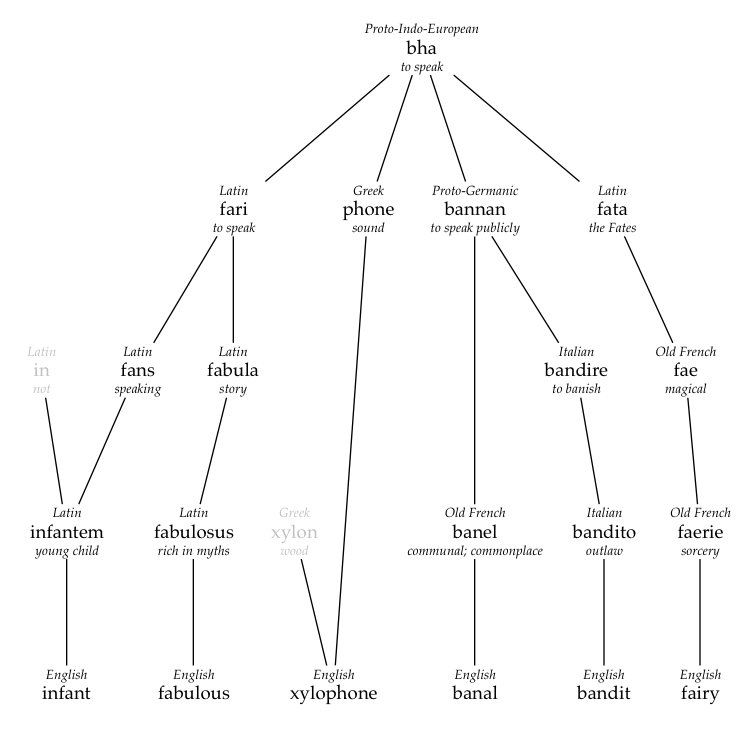 Proto-Indo-European
bha
to speak
Latin
fari
to speak
Greek
phone
sound
Proto-Germanic
bannan
to speak publicly
Latin
fata
the Fates
Latin
in
not
Latin
fans
speaking
Latin
fabula
story
Italian
bandire
to banish
Old French
fae
magical
Latin
infantem
young child
Latin
fabulosus
rich in myths
Greek
xylon
wood
Old French
banel
communal; commonplace
Italian
bandito
outlaw
Old French
faerie
sorcery
English
infant
English
fabulous
English
xylophone
English
banal
English
bandit
English
fairy